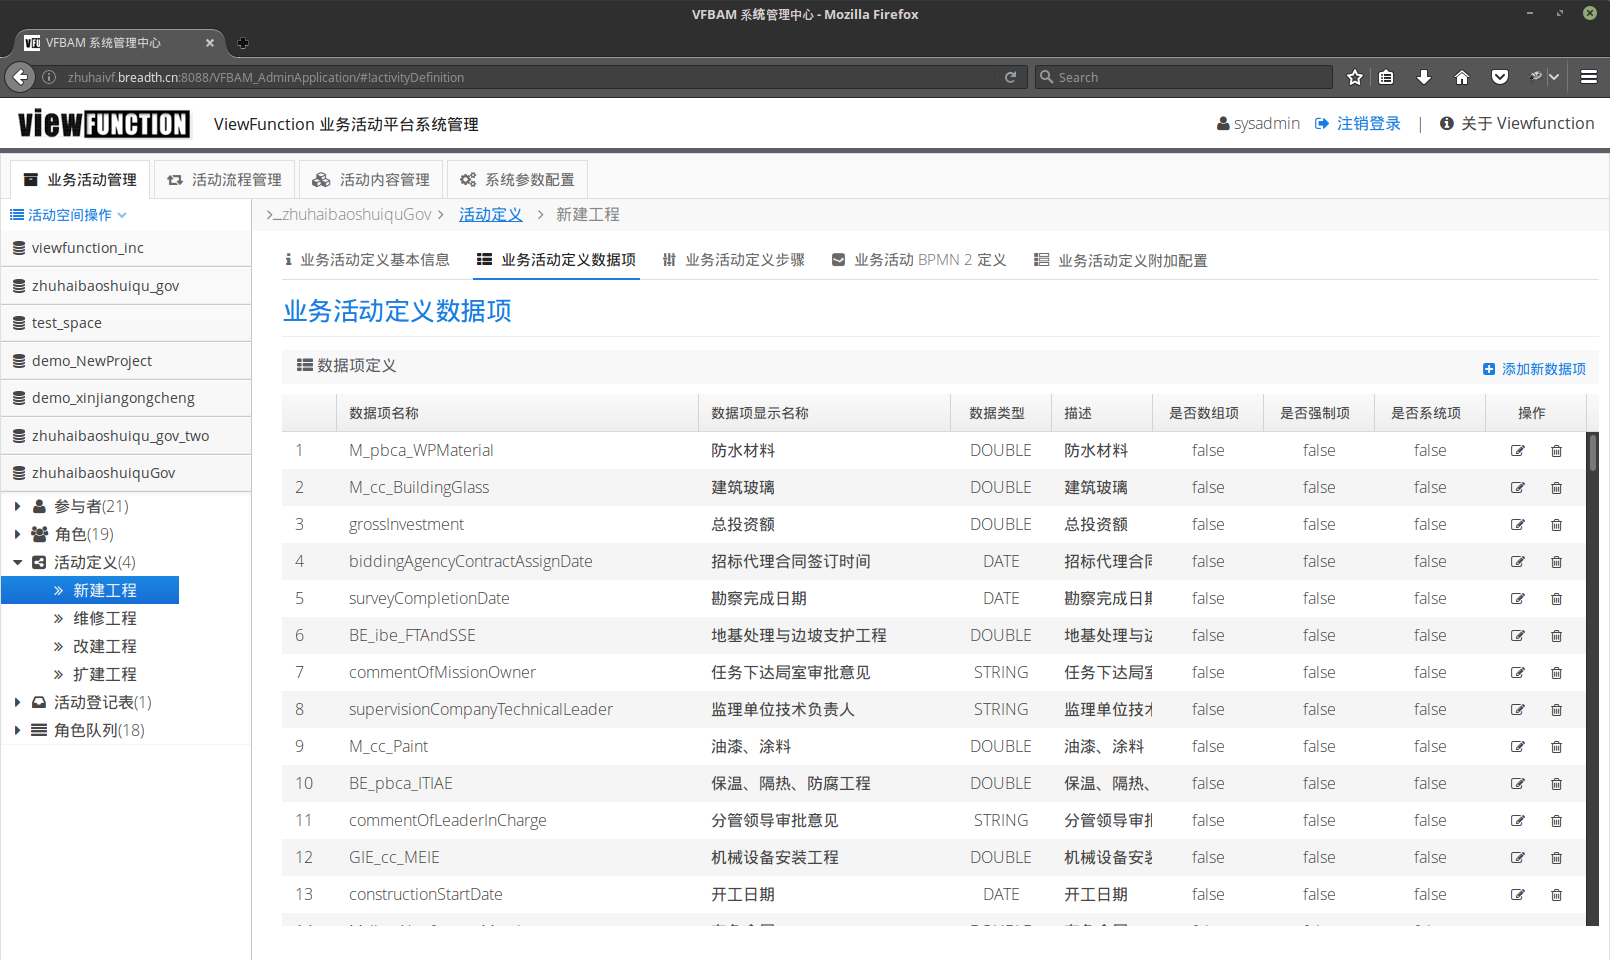 VFBAM 系统管理中心 - Mozilla Firefox
VFBAM 系统管理中心
zhuhaivf.breadth.cn:8088/VFBAM_AdminApplication/#!activityDefinition
Search
viewFUNCTION
ViewFunction 业务活动平台系统管理
sysadmin 注销登录 | 关于 Viewfunction
业务活动管理 活动流程管理 活动内容管理 系统参数配置
活动空间操作
zhuhaibaoshuiquGov > 活动定义 > 新建工程
viewfunction_inc
zhuhaibaoshuiqu_gov
test_space
demo_NewProject
demo_xinjiangongcheng
zhuhaibaoshuiqu_gov_two
zhuhaibaoshuiquGov
参与者(21)
角色(19)
活动定义(4)
新建工程
维修工程
改建工程
扩建工程
活动登记表(1)
角色队列(18)
业务活动定义基本信息 业务活动定义数据项 业务活动定义步骤 业务活动 BPMN 2 定义 业务活动定义附加配置
业务活动定义数据项
数据项定义
添加新数据项
数据项名称 数据项显示名称 数据类型 描述 是否数组项 是否强制项 是否系统项 操作
1 M_pbca_WPMaterial 防水材料 DOUBLE 防水材料 false false false
2 M_cc_BuildingGlass 建筑玻璃 DOUBLE 建筑玻璃 false false false
3 grossInvestment 总投资额 DOUBLE 总投资额 false false false
4 biddingAgencyContractAssignDate 招标代理合同签订时间 DATE 招标代理合同 false false false
5 surveyCompletionDate 勘察完成日期 DATE 勘察完成日期 false false false
6 BE_ibe_FTAndSSE 地基处理与边坡支护工程 DOUBLE 地基处理与边 false false false
7 commentOfMissionOwner 任务下达局室审批意见 STRING 任务下达局室 false false false
8 supervisionCompanyTechnicalLeader 监理单位技术负责人 STRING 监理单位技术 false false false
9 M_cc_Paint 油漆、涂料 DOUBLE 油漆、涂料 false false false
10 BE_pbca_ITIAE 保温、隔热、防腐工程 DOUBLE 保温、隔热、 false false false
11 commentOfLeaderInCharge 分管领导审批意见 STRING 分管领导审批 false false false
12 GIE_cc_MEIE 机械设备安装工程 DOUBLE 机械设备安装 false false false
13 constructionStartDate 开工日期 DATE 开工日期 false false false